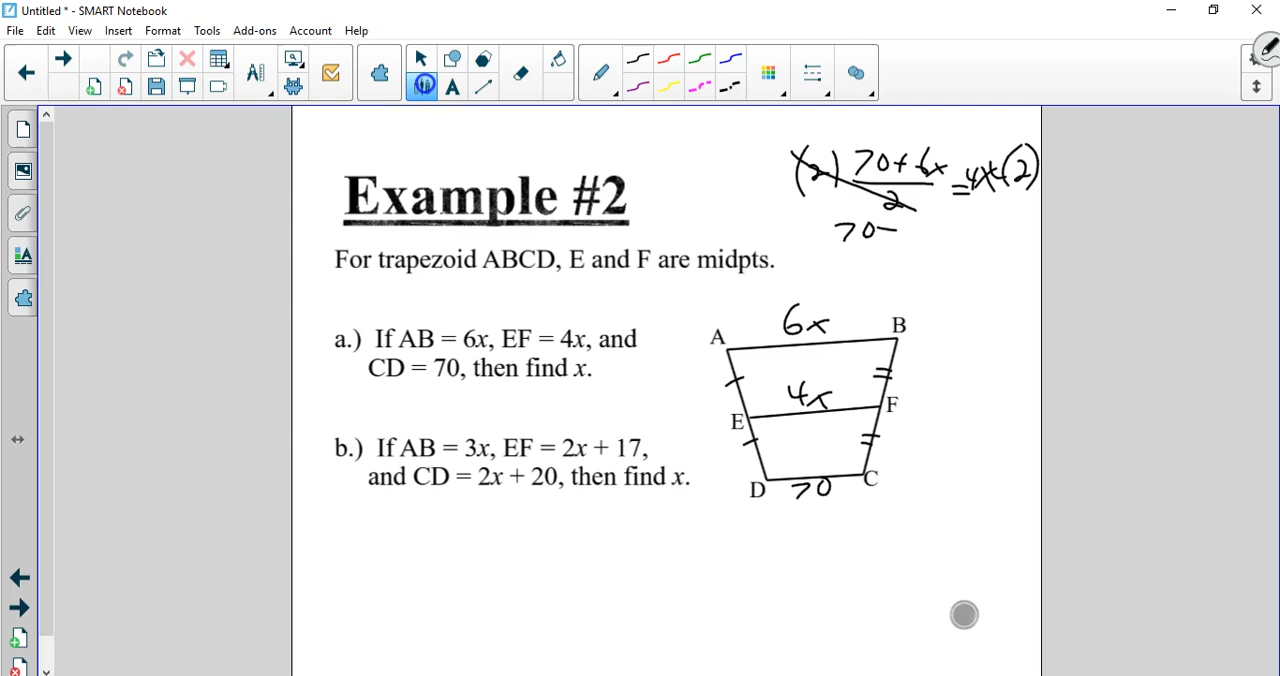 Untitled * - SMART Notebook
File Edit View Insert Format Tools Add-ons Account Help
Example #2
(2) 70+6x/2 = 4x(2)
70-
For trapezoid ABCD, E and F are midpts.
a.) If AB = 6x, EF = 4x, and
CD = 70, then find x.
b.) If AB = 3x, EF = 2x + 17,
and CD = 2x + 20, then find x.
6x
A
B
4x
E
F
D
70
C